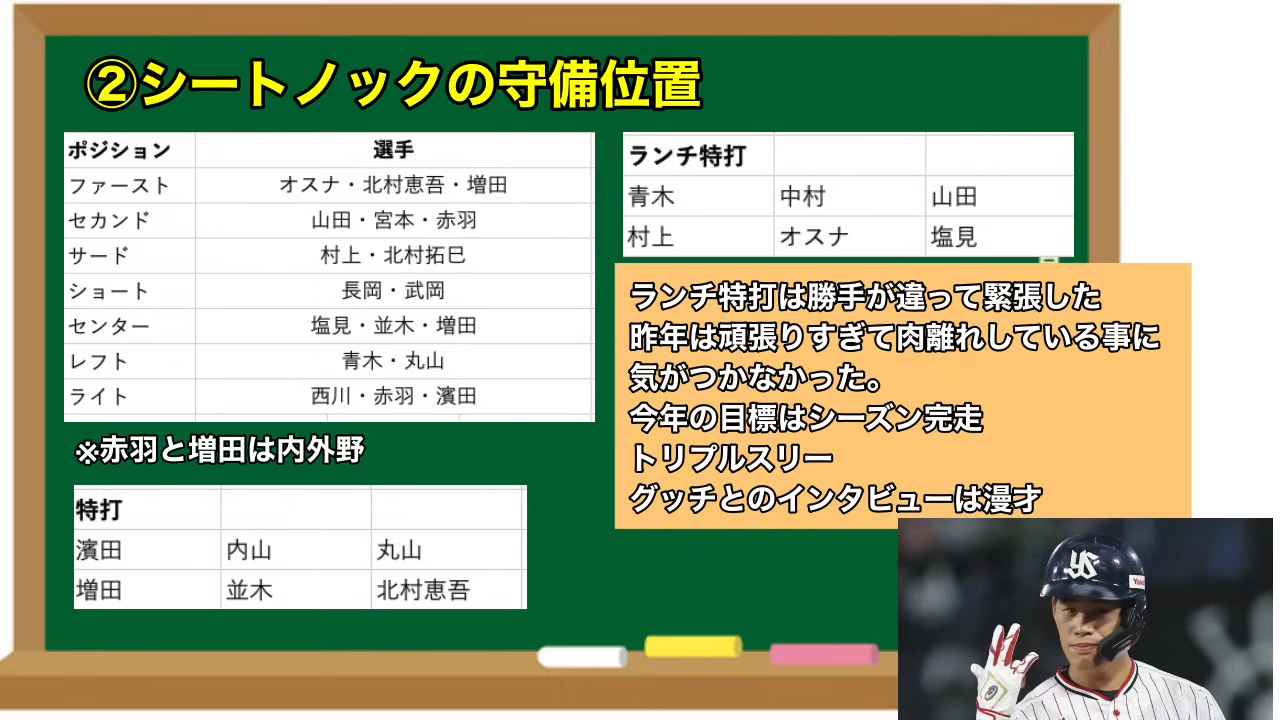 ②シートノックの守備位置
ポジション 選手
ファースト オスナ・北村恵吾・増田
セカンド 山田・宮本・赤羽
サード 村上・北村拓巳
ショート 長岡・武岡
センター 塩見・並木・増田
レフト 青木・丸山
ライト 西川・赤羽・濱田
※赤羽と増田は内外野
特打
濱田 内山 丸山
増田 並木 北村恵吾
ランチ特打
青木 中村 山田
村上 オスナ 塩見
ランチ特打は勝手が違って緊張した
昨年は頑張りすぎて肉離れしている事に
気がつかなかった。
今年の目標はシーズン完走
トリプルスリー
グッチとのインタビューは漫才
YS